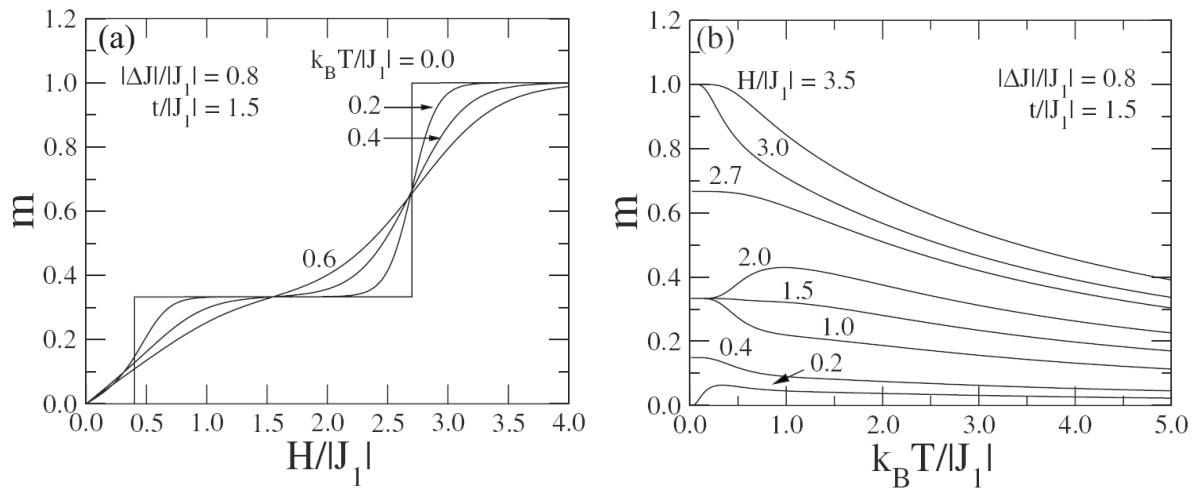 (a)
|ΔJ|/|J₁| = 0.8
t/|J₁| = 1.5
k_B T/|J₁| = 0.0
0.2
0.4
0.6
1.2
1.0
0.8
0.6
0.4
0.2
0.0
m
0.0 0.5 1.0 1.5 2.0 2.5 3.0 3.5 4.0
H/|J₁|
(b)
H/|J₁| = 3.5
|ΔJ|/|J₁| = 0.8
t/|J₁| = 1.5
3.0
2.7
2.0
1.5
1.0
0.4
0.2
1.2
1.0
0.8
0.6
0.4
0.2
0.0
m
0.0 1.0 2.0 3.0 4.0 5.0
k_B T/|J₁|